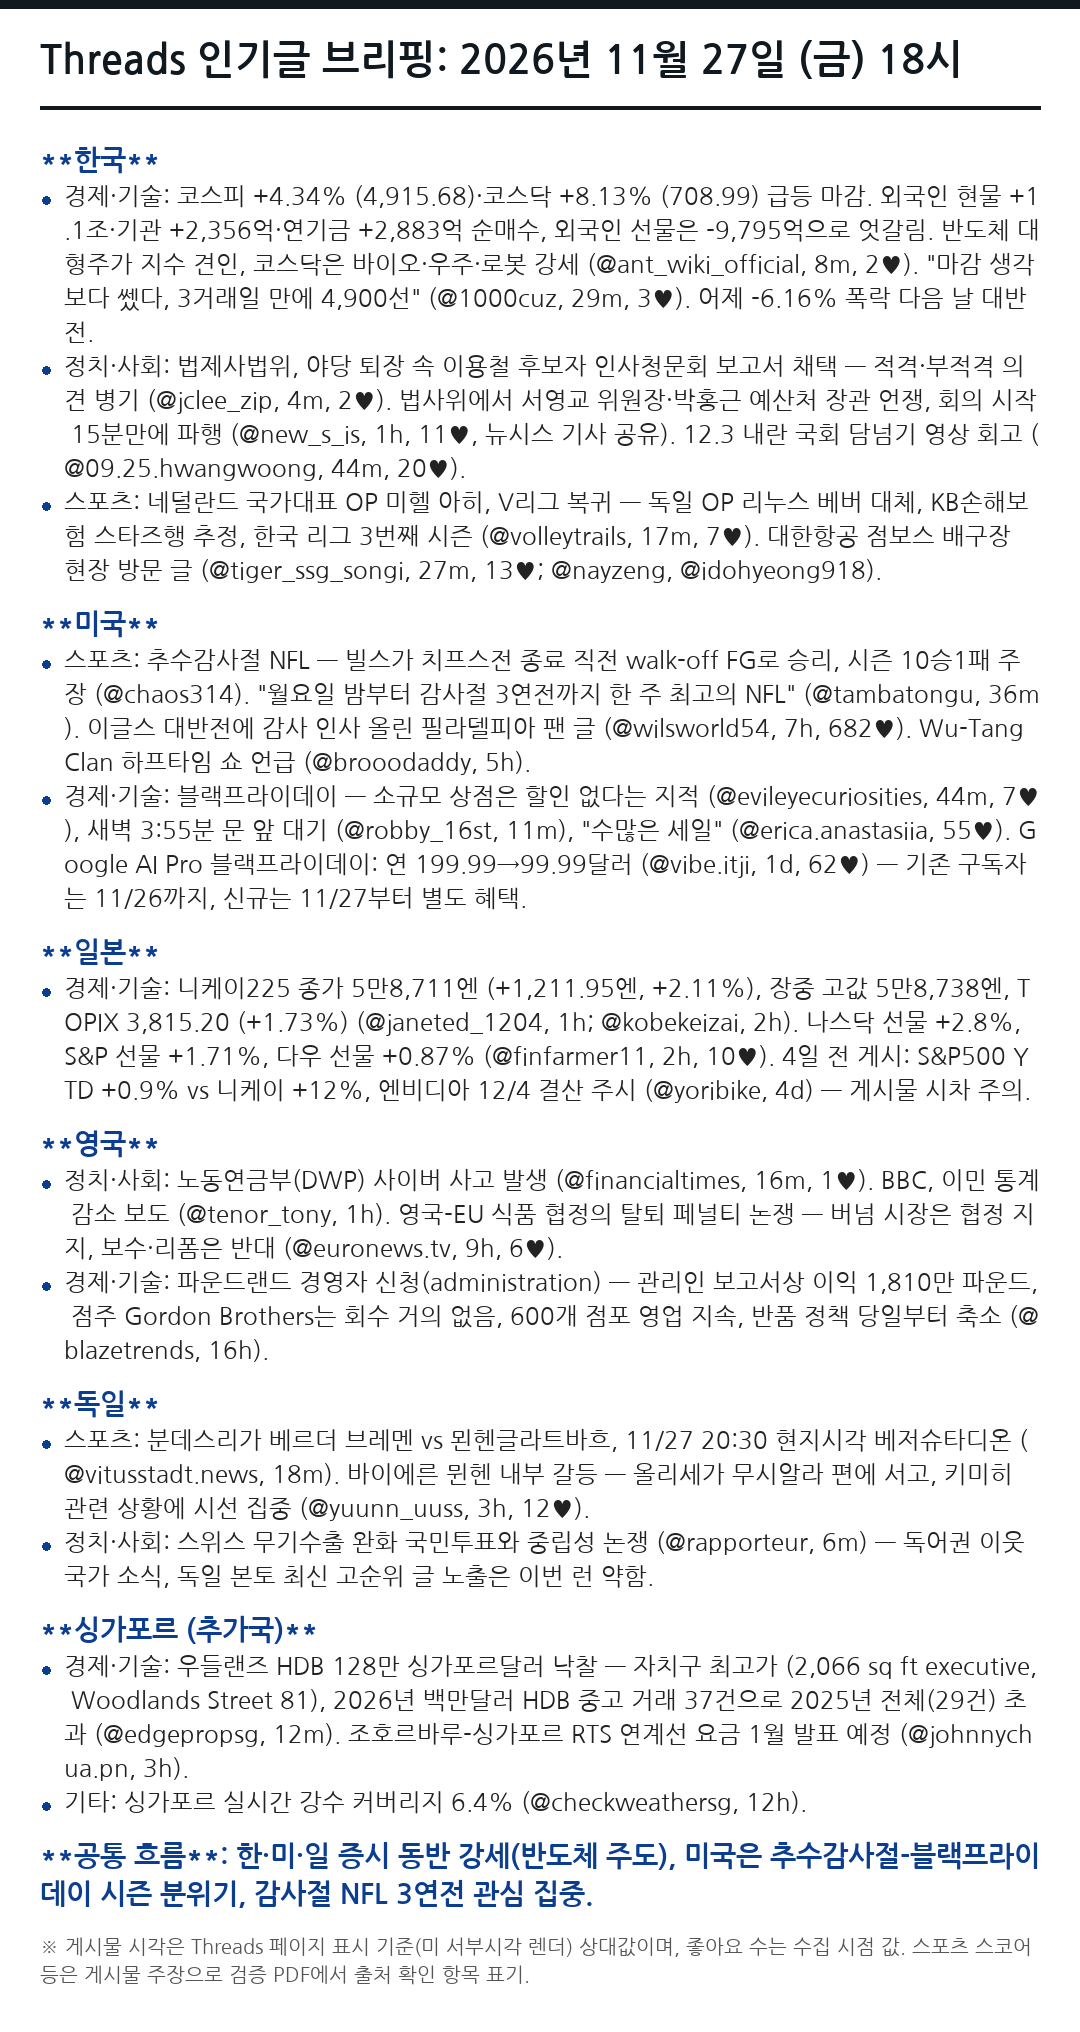 Threads 인기글 브리핑: 2026년 11월 27일 (금) 18시
**한국**
• 경제·기술: 코스피 +4.34% (4,915.68)·코스닥 +8.13% (708.99) 급등 마감. 외국인 현물 +1
.1조·기관 +2,356억·연기금 +2,883억 순매수, 외국인 선물은 -9,795억으로 엇갈림. 반도체 대
형주가 지수 견인, 코스닥은 바이오·우주·로봇 강세 (@ant_wiki_official, 8m, 2♥). "마감 생각
보다 쎘다, 3거래일 만에 4,900선" (@1000cuz, 29m, 3♥). 어제 -6.16% 폭락 다음 날 대반
전.
• 정치·사회: 법제사법위, 야당 퇴장 속 이용철 후보자 인사청문회 보고서 채택 — 적격·부적격 의
견 병기 (@jclee_zip, 4m, 2♥). 법사위에서 서영교 위원장·박홍근 예산처 장관 언쟁, 회의 시작
15분만에 파행 (@new_s_is, 1h, 11♥, 뉴시스 기사 공유). 12.3 내란 국회 담넘기 영상 회고 (
@09.25.hwangwoong, 44m, 20♥).
• 스포츠: 네덜란드 국가대표 OP 미헬 아히, V리그 복귀 — 독일 OP 리누스 베버 대체, KB손해보
험 스타즈행 추정, 한국 리그 3번째 시즌 (@volleytrails, 17m, 7♥). 대한항공 점보스 배구장
현장 방문 글 (@tiger_ssg_songi, 27m, 13♥; @nayzeng, @idohyeong918).
**미국**
• 스포츠: 추수감사절 NFL — 빌스가 치프스전 종료 직전 walk-off FG로 승리, 시즌 10승1패 주
장 (@chaos314). "월요일 밤부터 감사절 3연전까지 한 주 최고의 NFL" (@tambatongu, 36m
). 이글스 대반전에 감사 인사 올린 필라델피아 팬 글 (@wilsworld54, 7h, 682♥). Wu-Tang
Clan 하프타임 쇼 언급 (@brooodaddy, 5h).
• 경제·기술: 블랙프라이데이 — 소규모 상점은 할인 없다는 지적 (@evileyecuriosities, 44m, 7♥
), 새벽 3:55분 문 앞 대기 (@robby_16st, 11m), "수많은 세일" (@erica.anastasiia, 55♥). G
oogle AI Pro 블랙프라이데이: 연 199.99→99.99달러 (@vibe.itji, 1d, 62♥) — 기존 구독자
는 11/26까지, 신규는 11/27부터 별도 혜택.
**일본**
• 경제·기술: 니케이225 종가 5만8,711엔 (+1,211.95엔, +2.11%), 장중 고값 5만8,738엔, T
OPIX 3,815.20 (+1.73%) (@janeted_1204, 1h; @kobekeizai, 2h). 나스닥 선물 +2.8%,
S&P 선물 +1.71%, 다우 선물 +0.87% (@finfarmer11, 2h, 10♥). 4일 전 게시: S&P500 Y
TD +0.9% vs 니케이 +12%, 엔비디아 12/4 결산 주시 (@yoribike, 4d) — 게시물 시차 주의.
**영국**
• 정치·사회: 노동연금부(DWP) 사이버 사고 발생 (@financialtimes, 16m, 1♥). BBC, 이민 통계
감소 보도 (@tenor_tony, 1h). 영국-EU 식품 협정의 탈퇴 페널티 논쟁 — 버넘 시장은 협정 지
지, 보수·리폼은 반대 (@euronews.tv, 9h, 6♥).
• 경제·기술: 파운드랜드 경영자 신청(administration) — 관리인 보고서상 이익 1,810만 파운드,
점주 Gordon Brothers는 회수 거의 없음, 600개 점포 영업 지속, 반품 정책 당일부터 축소 (@
blazetrends, 16h).
**독일**
• 스포츠: 분데스리가 베르더 브레멘 vs 묀헨글라트바흐, 11/27 20:30 현지시각 베저슈타디온 (
@vitusstadt.news, 18m). 바이에른 뮌헨 내부 갈등 — 올리세가 무시알라 편에 서고, 키미히
관련 상황에 시선 집중 (@yuunn_uuss, 3h, 12♥).
• 정치·사회: 스위스 무기수출 완화 국민투표와 중립성 논쟁 (@rapporteur, 6m) — 독어권 이웃
국가 소식, 독일 본토 최신 고순위 글 노출은 이번 런 약함.
**싱가포르 (추가국)**
• 경제·기술: 우들랜즈 HDB 128만 싱가포르달러 낙찰 — 자치구 최고가 (2,066 sq ft executive,
Woodlands Street 81), 2026년 백만달러 HDB 중고 거래 37건으로 2025년 전체(29건) 초
과 (@edgepropsg, 12m). 조호르바루-싱가포르 RTS 연계선 요금 1월 발표 예정 (@johnnych
ua.pn, 3h).
• 기타: 싱가포르 실시간 강수 커버리지 6.4% (@checkweathersg, 12h).
**공통 흐름**: 한·미·일 증시 동반 강세(반도체 주도), 미국은 추수감사절-블랙프라이
데이 시즌 분위기, 감사절 NFL 3연전 관심 집중.
※ 게시물 시각은 Threads 페이지 표시 기준(미 서부시각 렌더) 상대값이며, 좋아요 수는 수집 시점 값. 스포츠 스코어
등은 게시물 주장으로 검증 PDF에서 출처 확인 항목 표기.